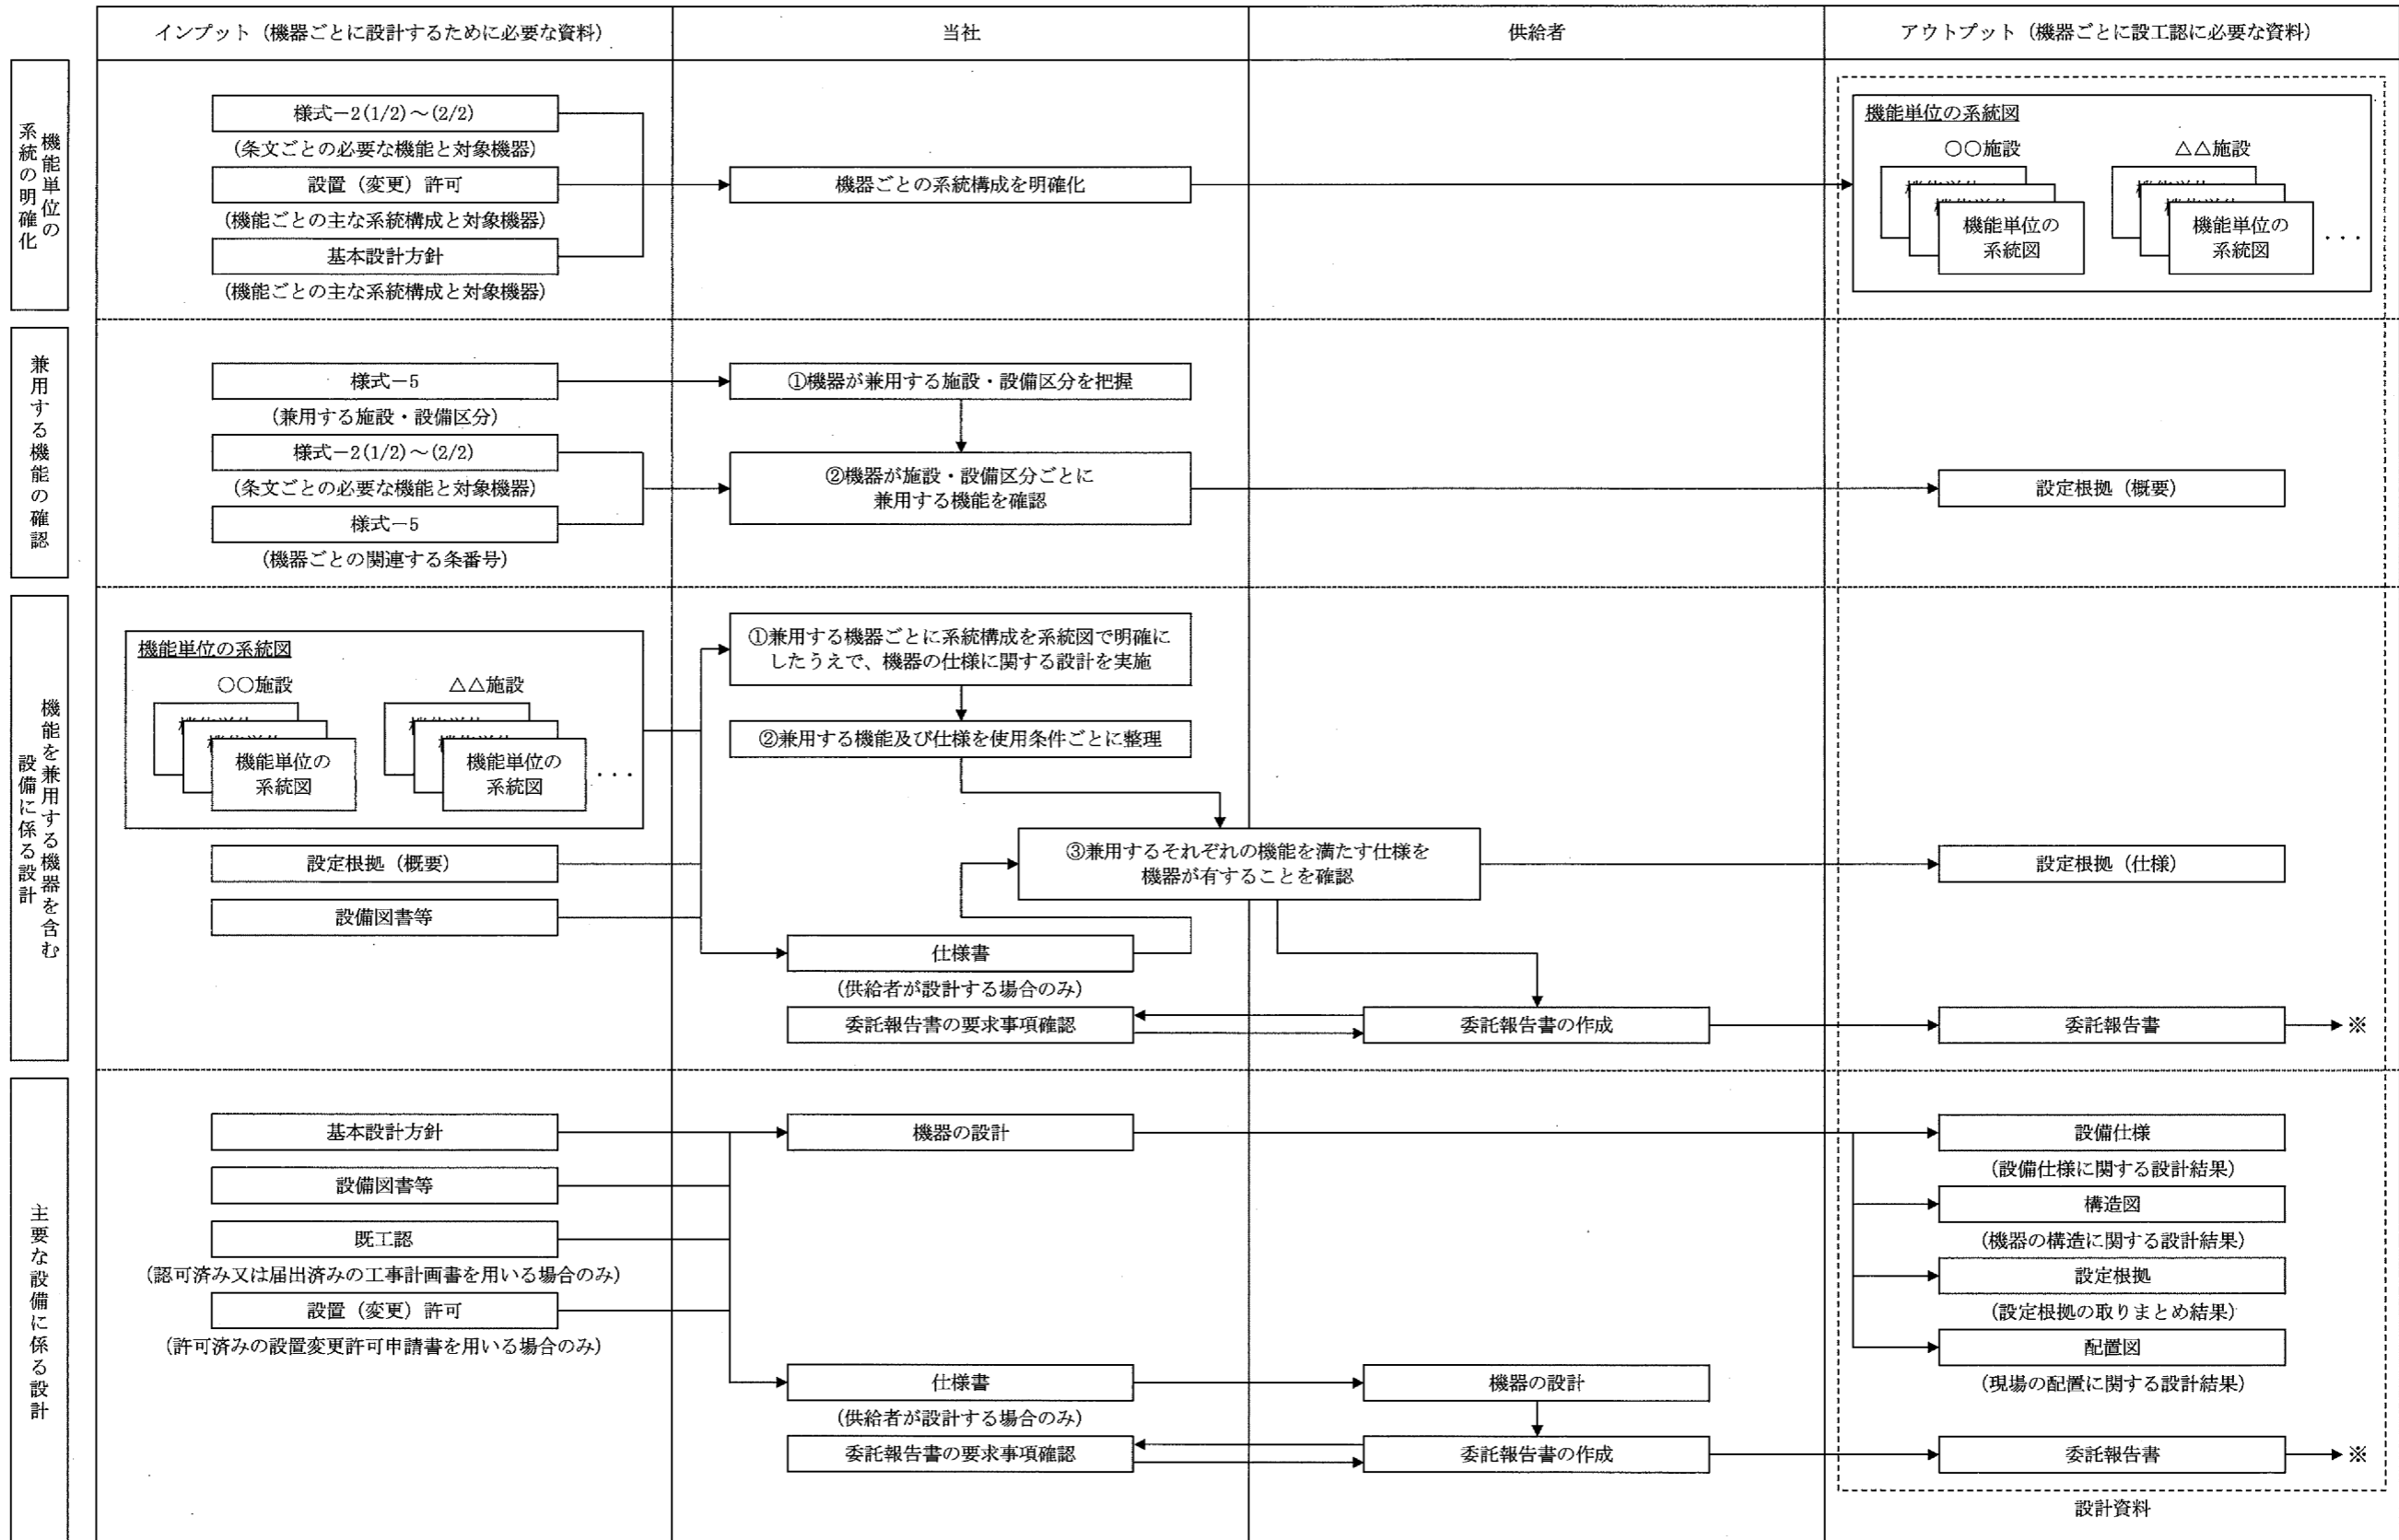 インプット（機器ごとに設計するために必要な資料）
当社
供給者
アウトプット（機器ごとに設工認に必要な資料）
機能単位の
系統の明確化
様式－2(1/2)～(2/2)
(条文ごとの必要な機能と対象機器)
設置（変更）許可
(機能ごとの主な系統構成と対象機器)
基本設計方針
(機能ごとの主な系統構成と対象機器)
機器ごとの系統構成を明確化
機能単位の系統図
○○施設
△△施設
機能単位の
系統図
機能単位の
系統図
・・・
兼用する機能の確認
様式－5
(兼用する施設・設備区分)
様式－2(1/2)～(2/2)
(条文ごとの必要な機能と対象機器)
様式－5
(機器ごとの関連する条番号)
①機器が兼用する施設・設備区分を把握
②機器が施設・設備区分ごとに
兼用する機能を確認
設定根拠（概要）
機能を兼用する機器を含む
設備に係る設計
機能単位の系統図
○○施設
△△施設
機能単位の
系統図
機能単位の
系統図
・・・
設定根拠（概要）
設備図書等
①兼用する機器ごとに系統構成を系統図で明確に
したうえで、機器の仕様に関する設計を実施
②兼用する機能及び仕様を使用条件ごとに整理
③兼用するそれぞれの機能を満たす仕様を
機器が有することを確認
設定根拠（仕様）
仕様書
(供給者が設計する場合のみ)
委託報告書の要求事項確認
委託報告書の作成
委託報告書
※
主要な設備に係る設計
基本設計方針
設備図書等
既工認
(認可済み又は届出済みの工事計画書を用いる場合のみ)
設置（変更）許可
(許可済みの設置変更許可申請書を用いる場合のみ)
機器の設計
設備仕様
(設備仕様に関する設計結果)
構造図
(機器の構造に関する設計結果)
設定根拠
(設定根拠の取りまとめ結果)
配置図
(現場の配置に関する設計結果)
仕様書
(供給者が設計する場合のみ)
機器の設計
委託報告書の要求事項確認
委託報告書の作成
委託報告書
※
設計資料